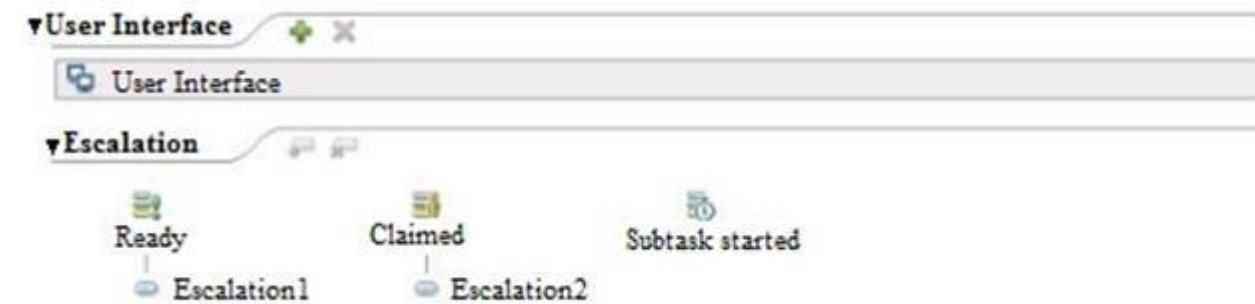 User Interface
User Interface
Escalation
Ready Claimed Subtask started
Escalation1 Escalation2